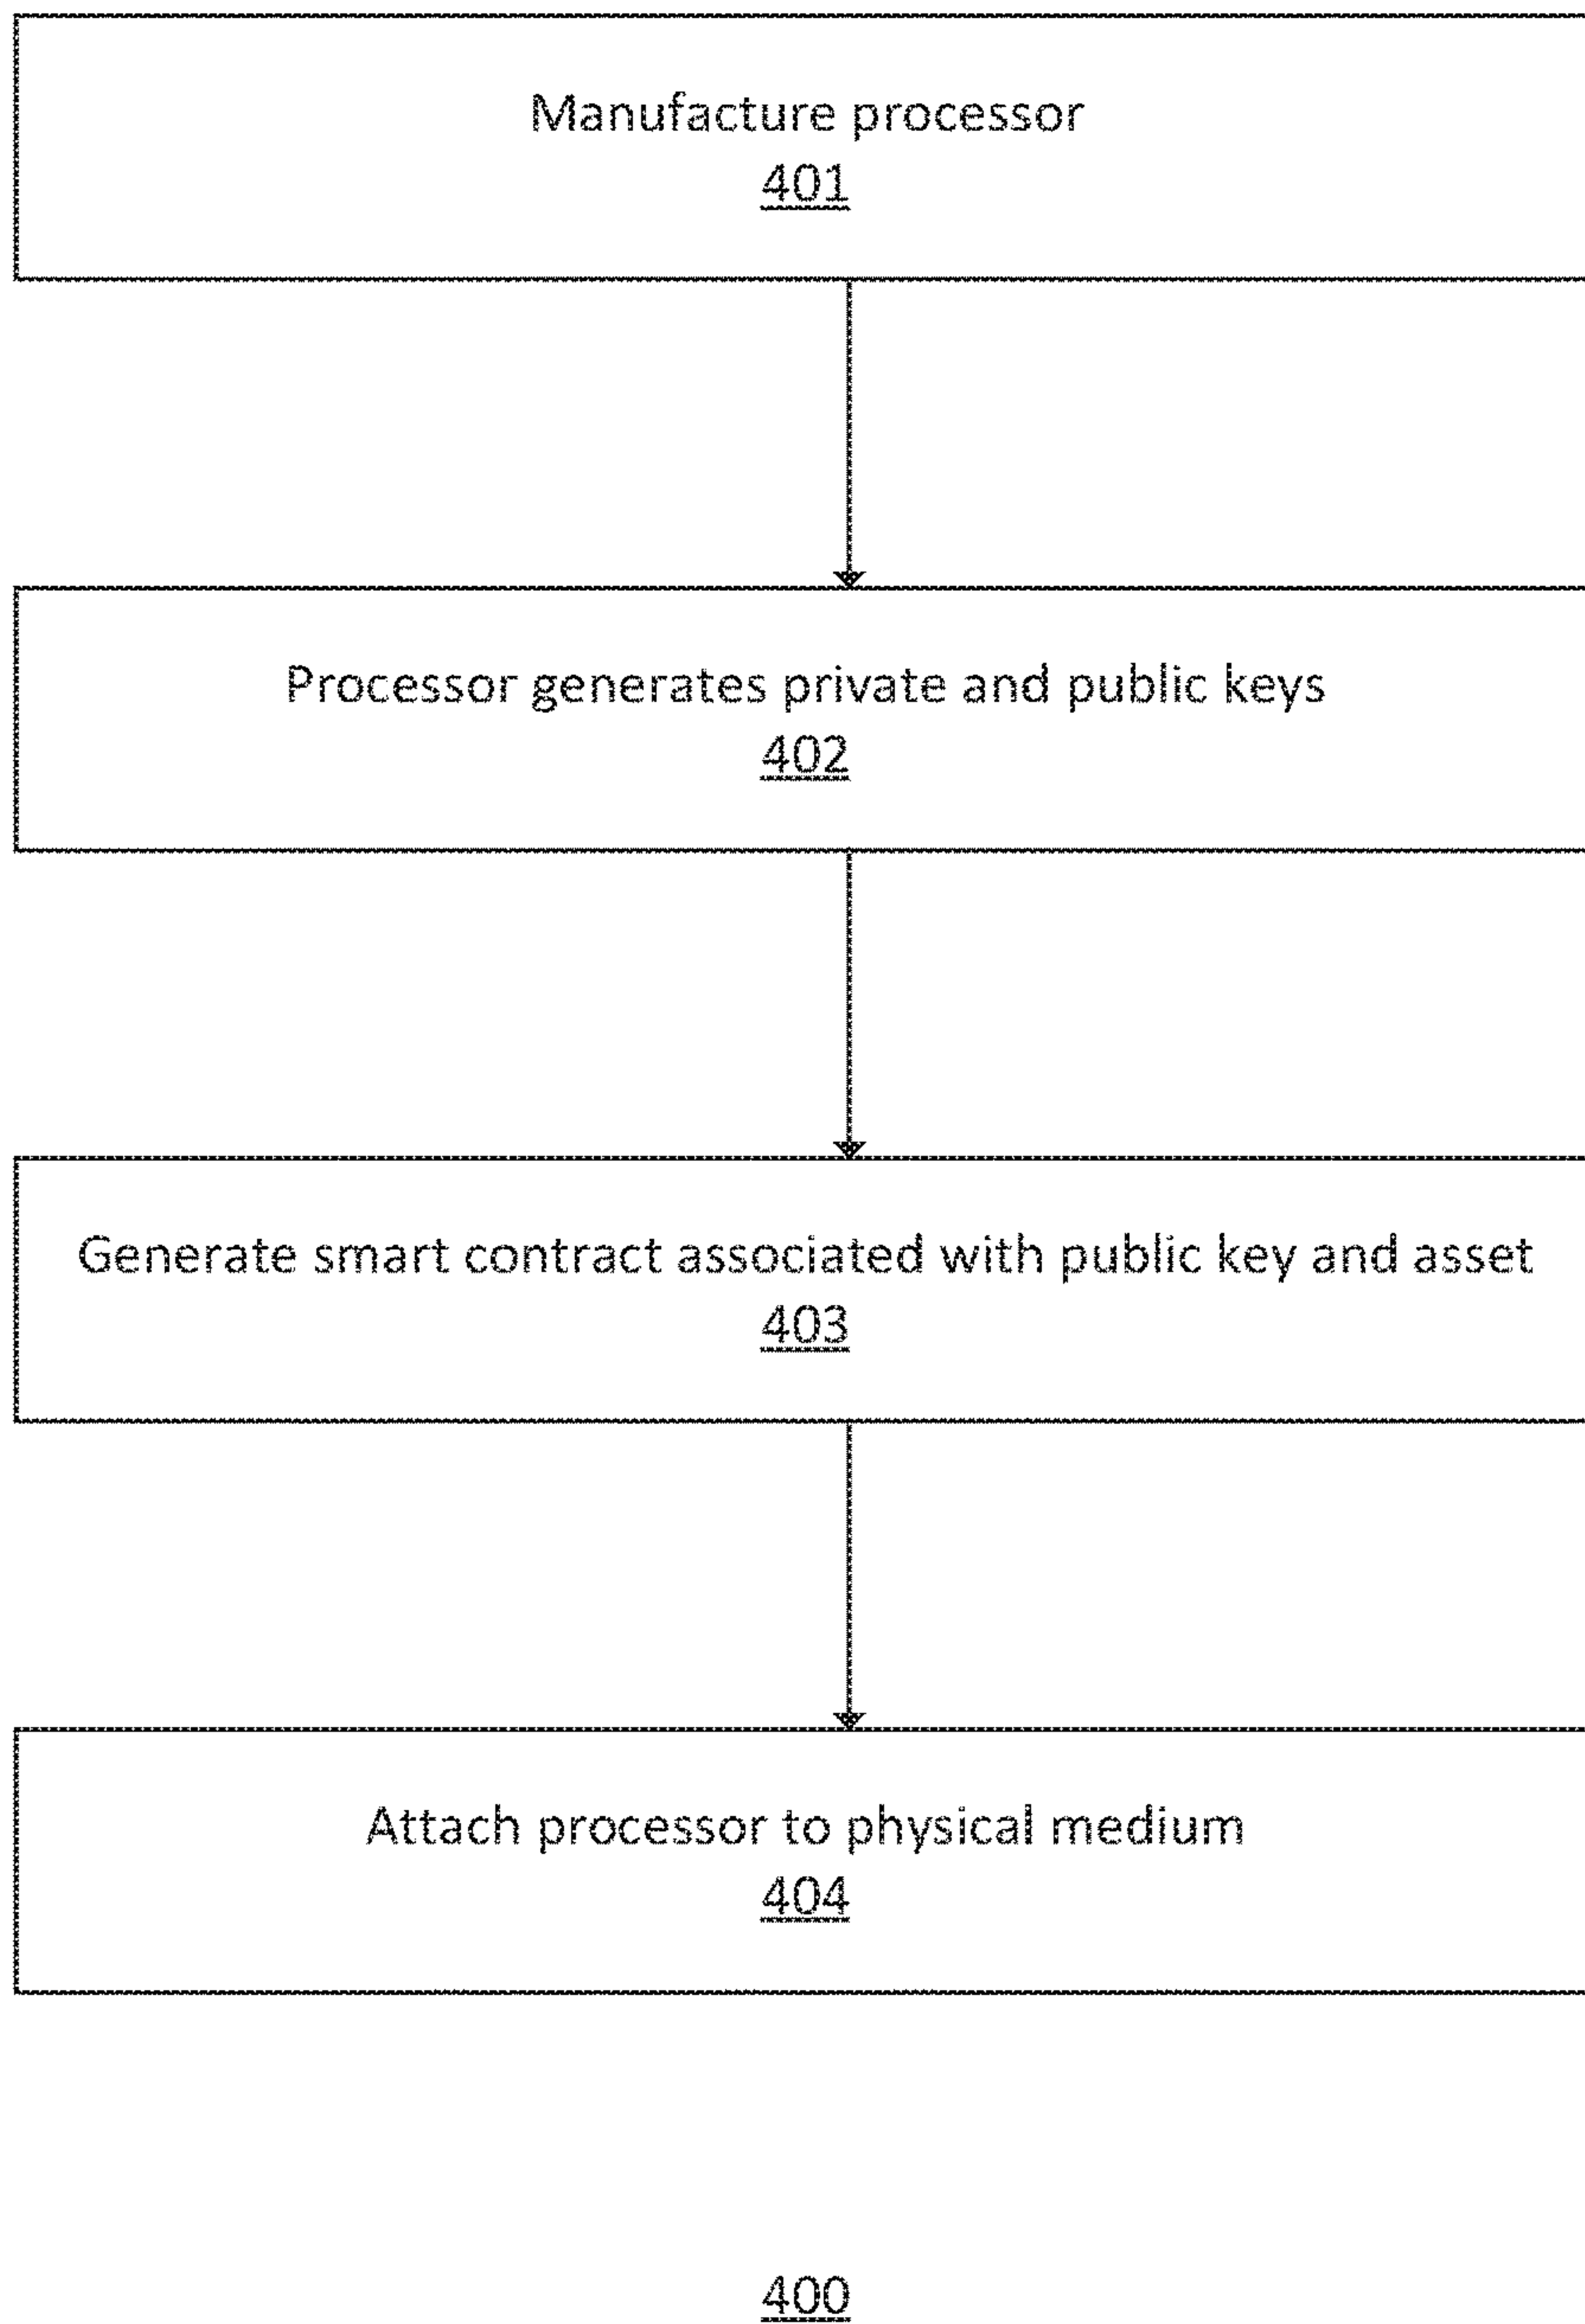 Manufacture processor
401
Processor generates private and public keys
402
Generate smart contract associated with public key and asset
403
Attach processor to physical medium
404
400